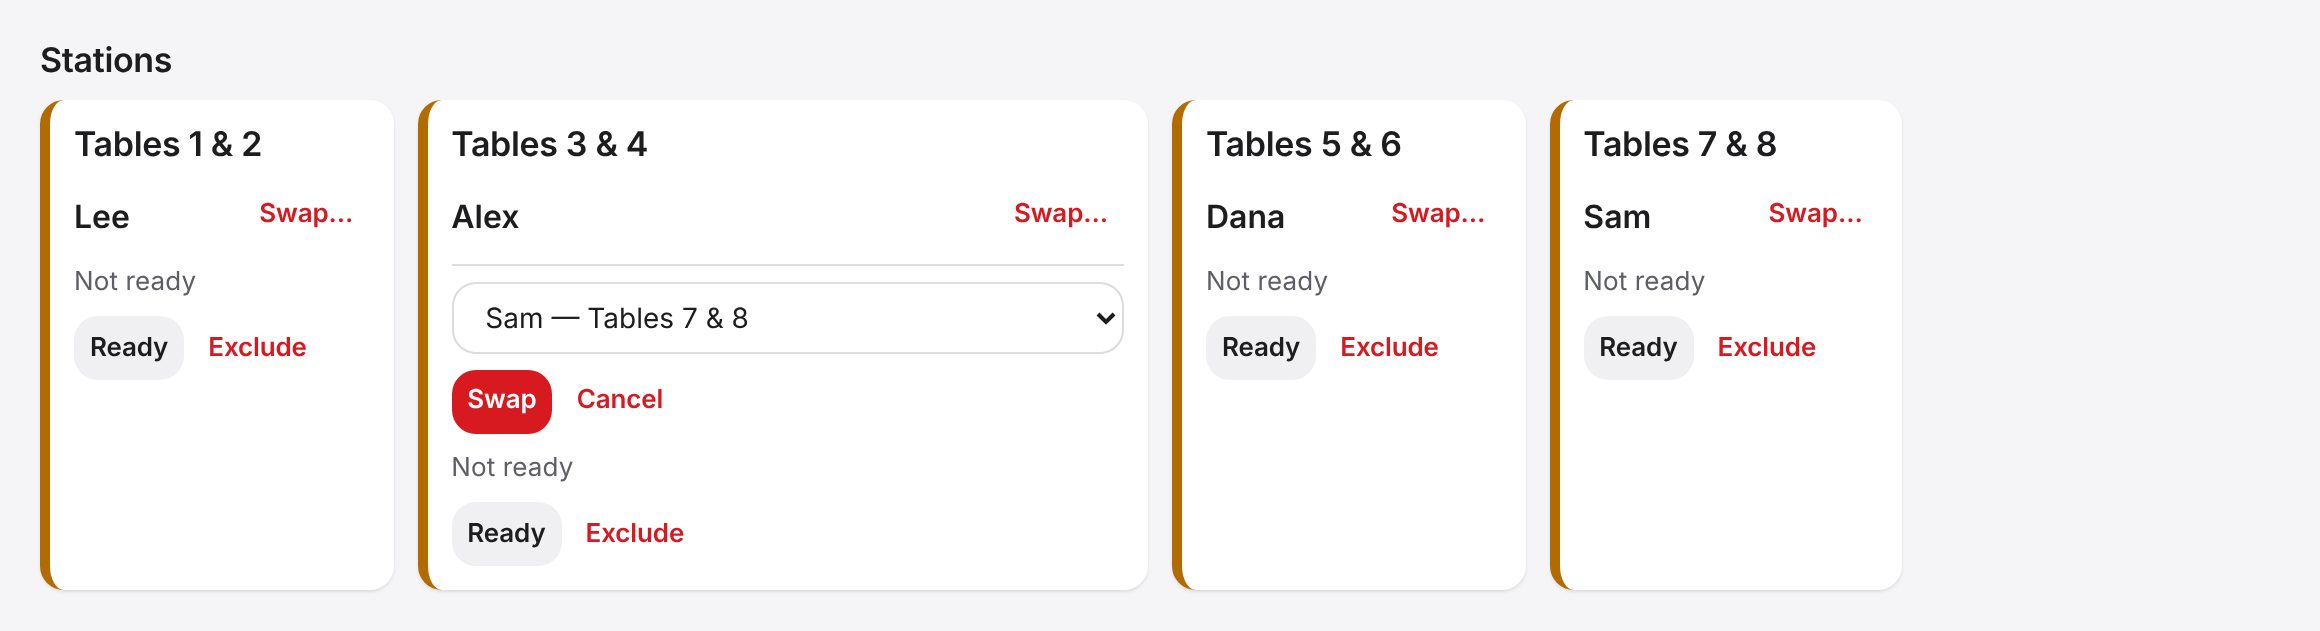 Stations
Tables 1 & 2
Lee
Swap...
Not ready
Ready
Exclude
Tables 3 & 4
Alex
Swap...
Sam — Tables 7 & 8
Swap
Cancel
Not ready
Ready
Exclude
Tables 5 & 6
Dana
Swap...
Not ready
Ready
Exclude
Tables 7 & 8
Sam
Swap...
Not ready
Ready
Exclude